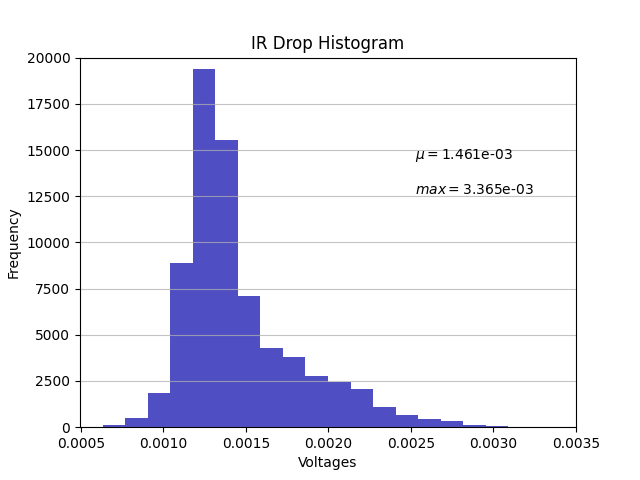 IR Drop Histogram
20000
17500
15000
12500
10000
7500
5000
2500
0
Frequency
μ = 1.461e-03
max = 3.365e-03
0.0005 0.0010 0.0015 0.0020 0.0025 0.0030 0.0035
Voltages